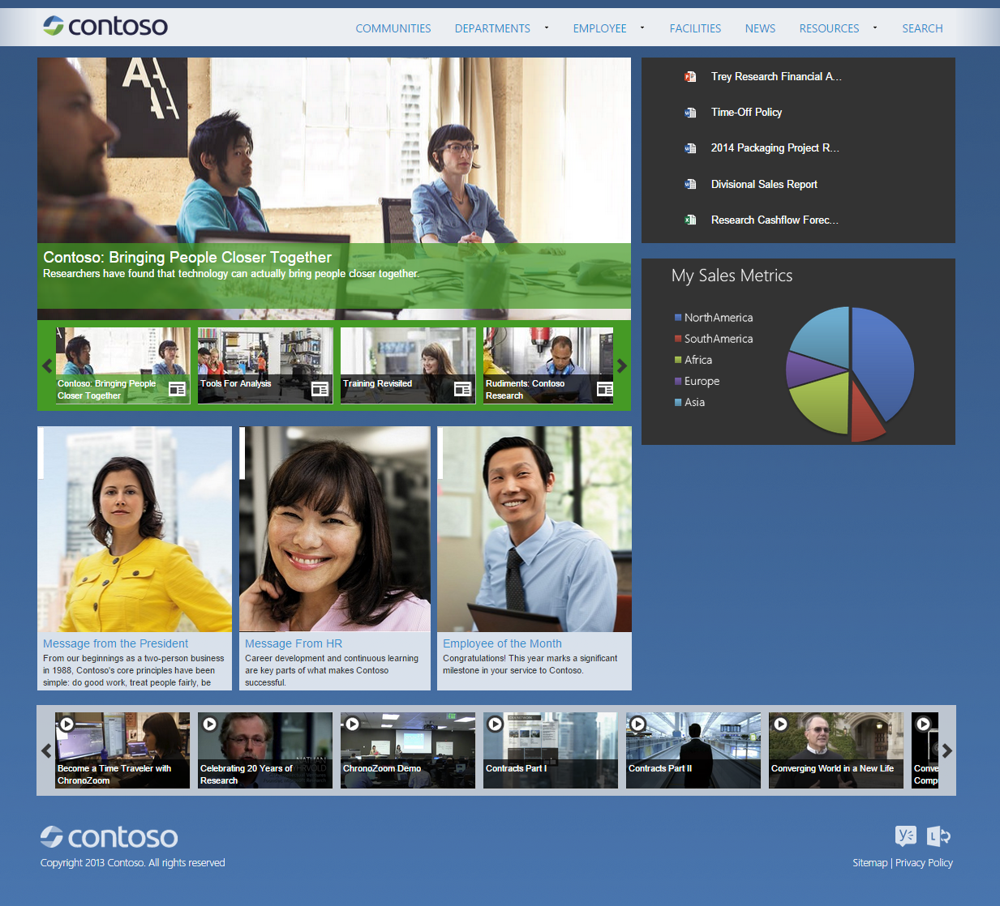 contoso
COMMUNITIES DEPARTMENTS EMPLOYEE FACILITIES NEWS RESOURCES SEARCH
Contoso: Bringing People Closer Together
Researchers have found that technology can actually bring people closer together.
Contoso: Bringing People
Closer Together
Tools For Analysis
Training Revisited
Rudiments: Contoso
Research
Trey Research Financial A...
Time-Off Policy
2014 Packaging Project R...
Divisional Sales Report
Research Cashflow Forec...
My Sales Metrics
NorthAmerica
SouthAmerica
Africa
Europe
Asia
Message from the President
From our beginnings as a two-person business
in 1988, Contoso's core principles have been
simple: do good work, treat people fairly, be
Message From HR
Career development and continuous learning
are key parts of what makes Contoso
successful.
Employee of the Month
Congratulations! This year marks a significant
milestone in your service to Contoso.
Become a Time Traveler with
ChronoZoom
Celebrating 20 Years of
Research
ChronoZoom Demo
Contracts Part I
Contracts Part II
Converging World in a New Life
Conve
Comp
contoso
Copyright 2013 Contoso. All rights reserved
Sitemap | Privacy Policy